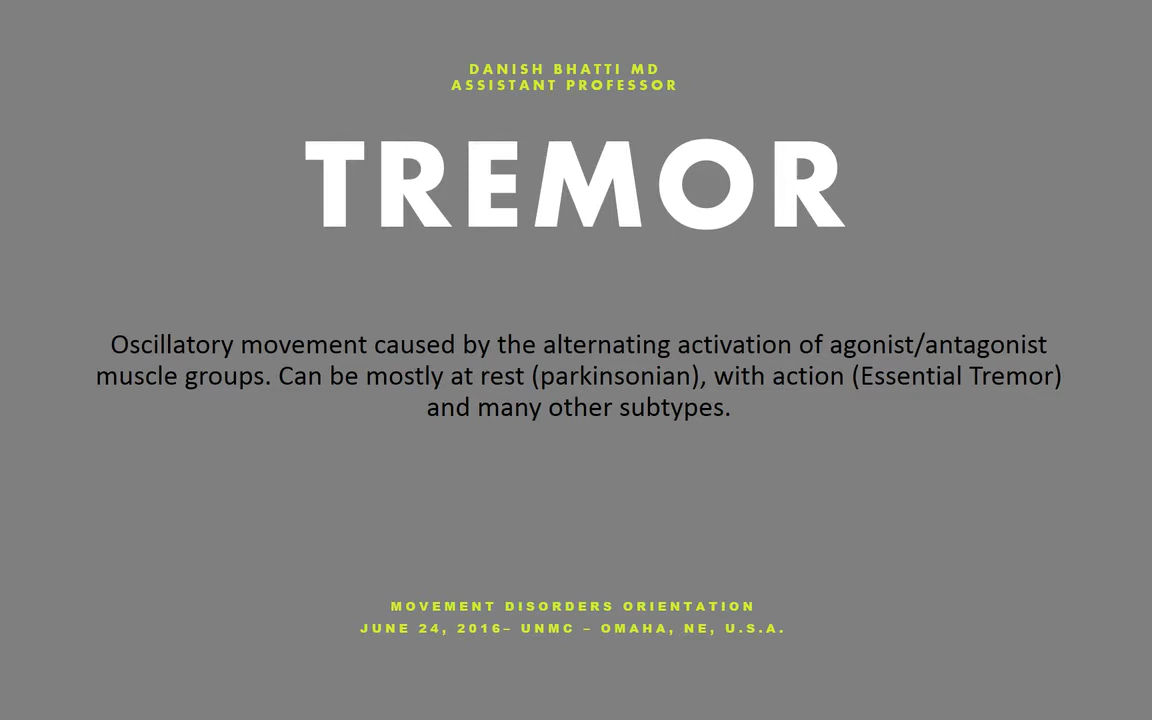 DANISH BHATTI MD
ASSISTANT PROFESSOR
TREMOR
Oscillatory movement caused by the alternating activation of agonist/antagonist
muscle groups. Can be mostly at rest (parkinsonian), with action (Essential Tremor)
and many other subtypes.
MOVEMENT DISORDERS ORIENTATION
JUNE 24, 2016– UNMC – OMAHA, NE, U.S.A.